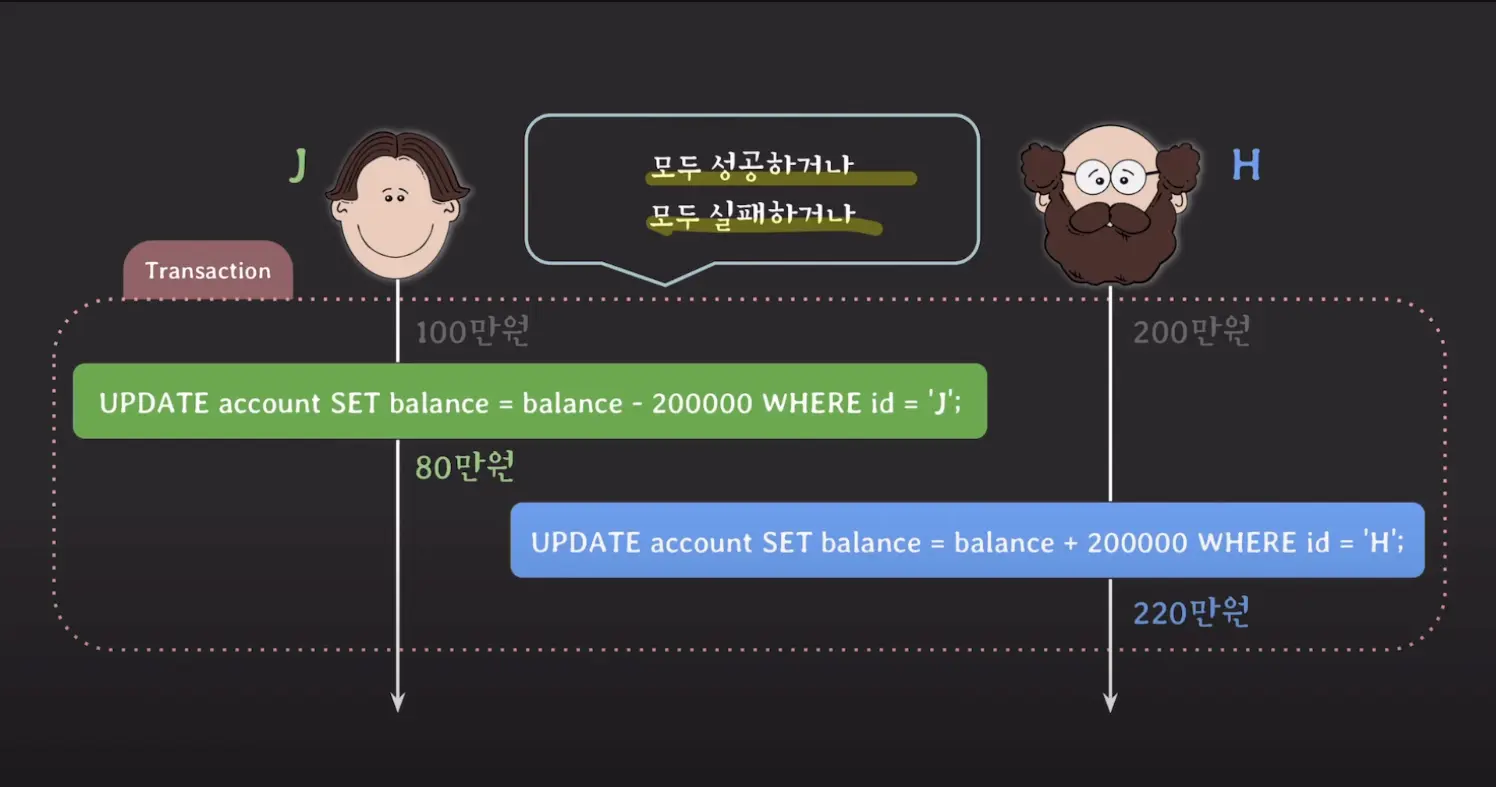 J
모두 성공하거나
모두 실패하거나
H
Transaction
100만원
200만원
UPDATE account SET balance = balance - 200000 WHERE id = 'J';
80만원
UPDATE account SET balance = balance + 200000 WHERE id = 'H';
220만원